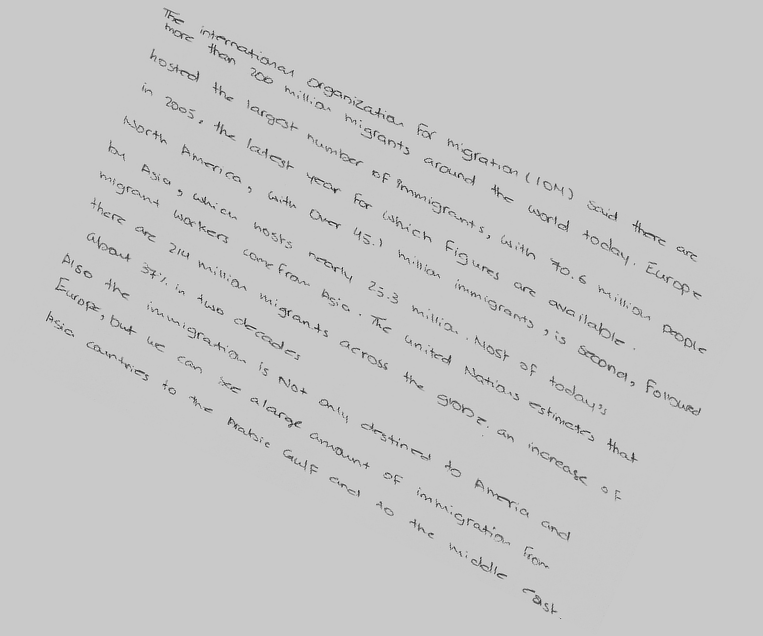 The international organization for migration (IOM) said there are
more than 200 million migrants around the world today. Europe
hosted the largest number of immigrants, with 70.6 million people
in 2005, the latest year for which figures are available.
North America, with over 45.1 million immigrants, is second, followed
by Asia, which hosts nearly 25.3 million. Most of today's
migrant workers come from Asia. The united Nations estimates that
there are 214 million migrants across the globe, an increase of
about 37% in two decades
Also the immigration is Not only destined to Ameria and
Europe, but we can see a large amount of immigration from
Asia countries to the Arabic Gulf and to the middle east.